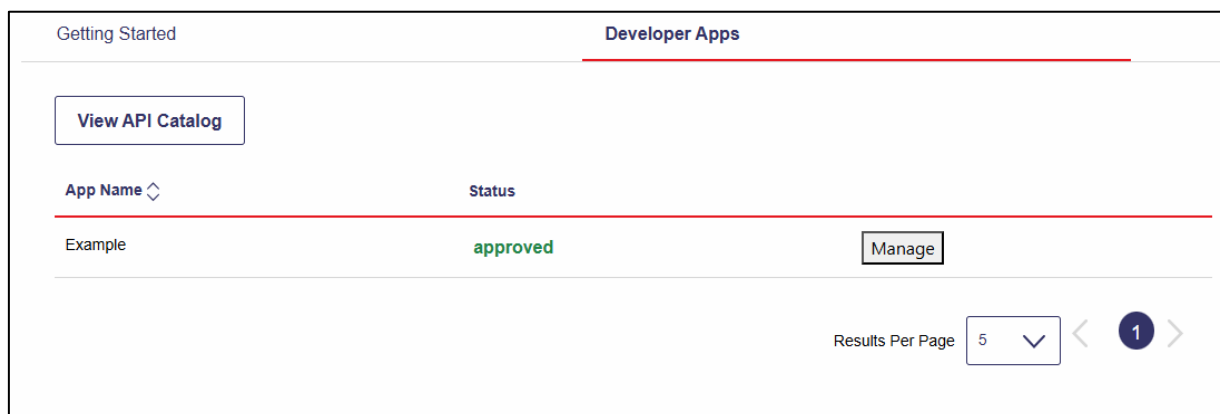 Getting Started Developer Apps
View API Catalog
App Name Status
Example approved Manage
Results Per Page 5 1